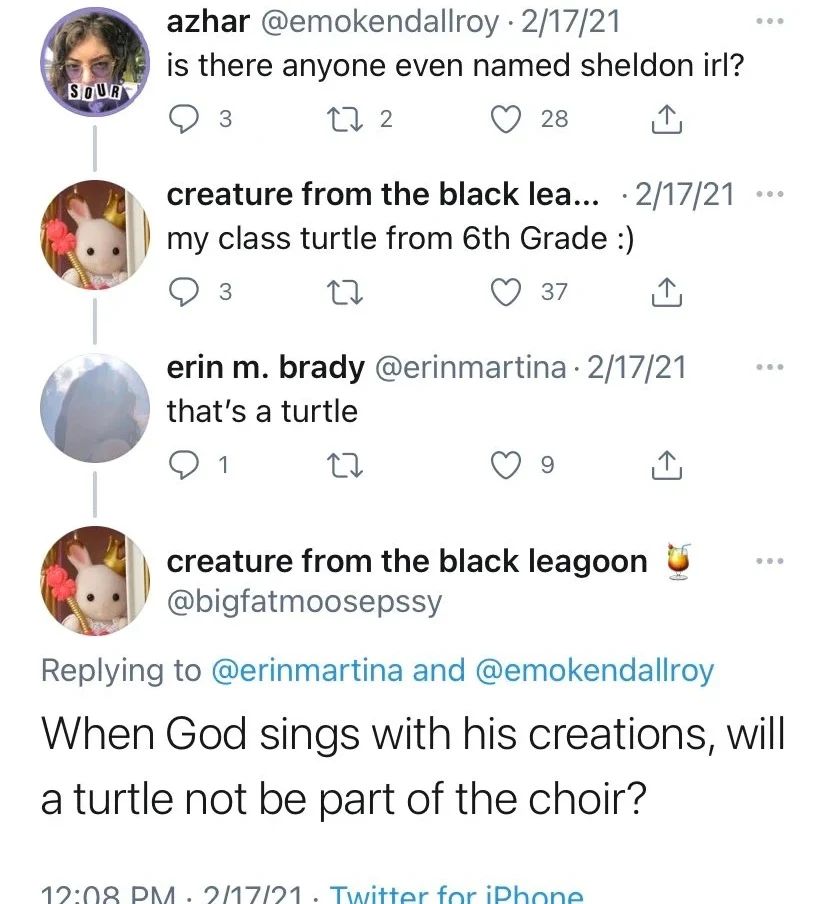 azhar @emokendallroy · 2/17/21
SOUR
is there anyone even named sheldon irl?
3 2 28
creature from the black lea... · 2/17/21
my class turtle from 6th Grade :)
3 37
erin m. brady @erinmartina · 2/17/21
that's a turtle
1 9
creature from the black leagoon 🍹
@bigfatmoosepssy
Replying to @erinmartina and @emokendallroy
When God sings with his creations, will
a turtle not be part of the choir?
12:08 PM · 2/17/21 · Twitter for iPhone